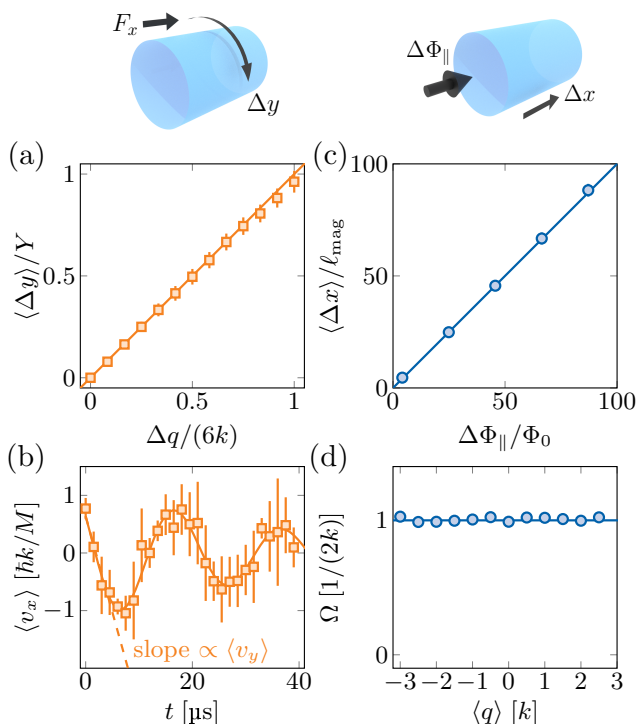 F_x
Δy
ΔΦ_∥
Δx
(a)
⟨Δy⟩/Y
1
0.5
0
0
0.5
1
Δq/(6k)
(c)
⟨Δx⟩/ℓ_mag
100
50
0
0
50
100
ΔΦ_∥/Φ_0
(b)
⟨v_x⟩ [ħk/M]
1
0
−1
slope ∝ ⟨v_y⟩
0
20
40
t [µs]
(d)
Ω [1/(2k)]
1
0
−3 −2 −1 0 1 2 3
⟨q⟩ [k]